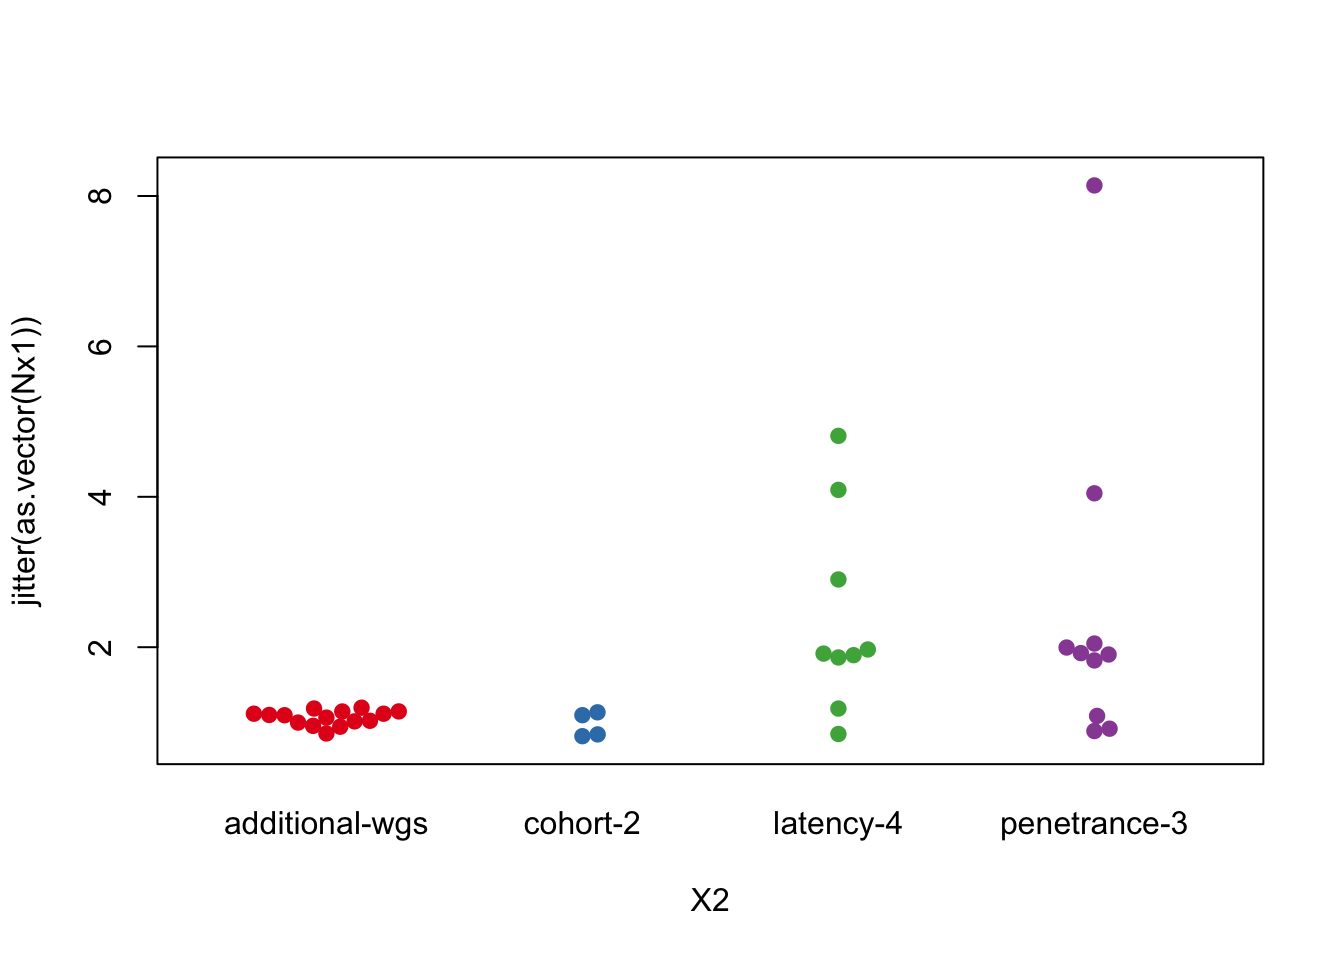 jitter(as.vector(Nx1))
8
6
4
2
additional-wgs cohort-2 latency-4 penetrance-3
X2